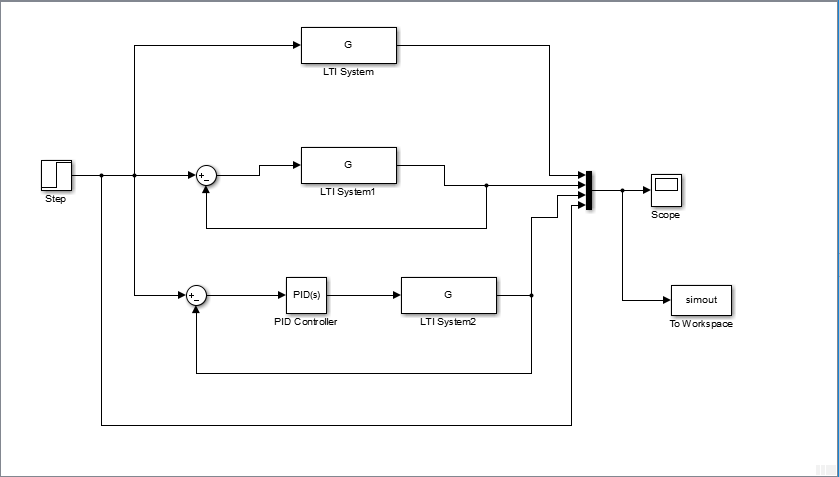 G
LTI System
+
_
G
LTI System1
Step
Scope
+
_
PID(s)
PID Controller
G
LTI System2
simout
To Workspace